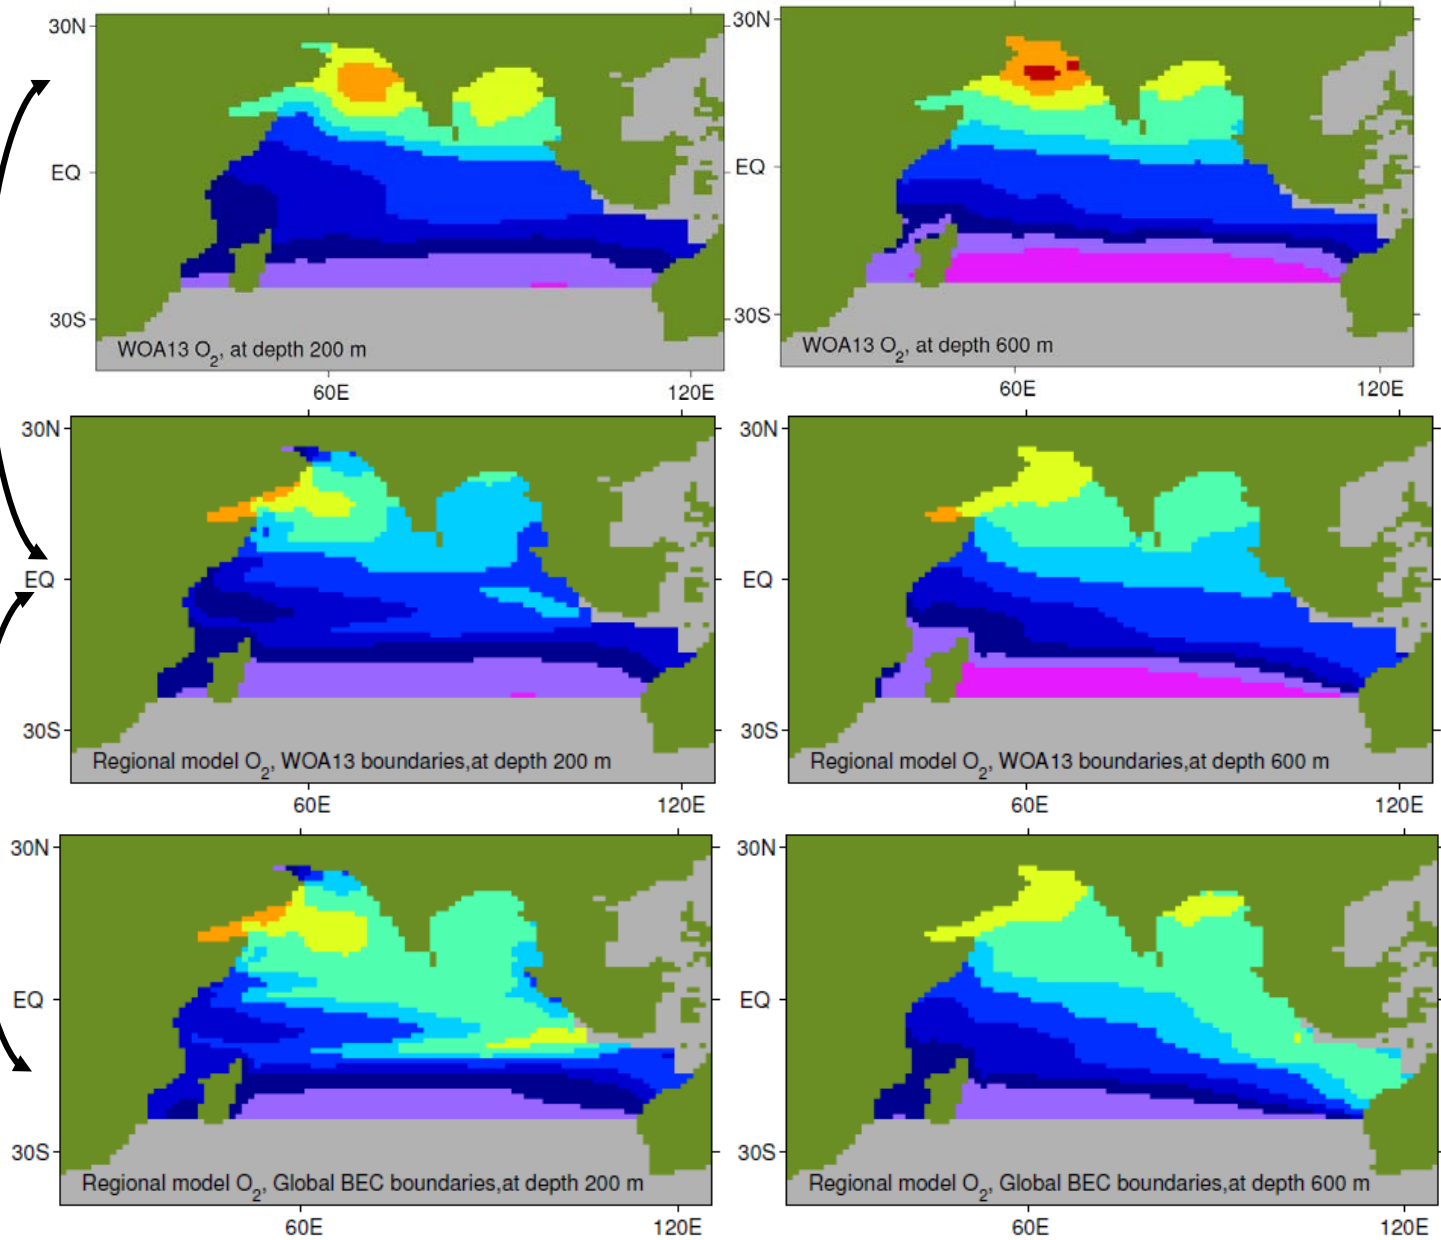 30N
EQ
30S
WOA13 O2, at depth 200 m
60E
120E
30N
EQ
30S
WOA13 O2, at depth 600 m
60E
120E
30N
EQ
30S
Regional model O2, WOA13 boundaries,at depth 200 m
60E
120E
30N
EQ
30S
Regional model O2, WOA13 boundaries,at depth 600 m
60E
120E
30N
EQ
30S
Regional model O2, Global BEC boundaries,at depth 200 m
60E
120E
30N
EQ
30S
Regional model O2, Global BEC boundaries,at depth 600 m
60E
120E